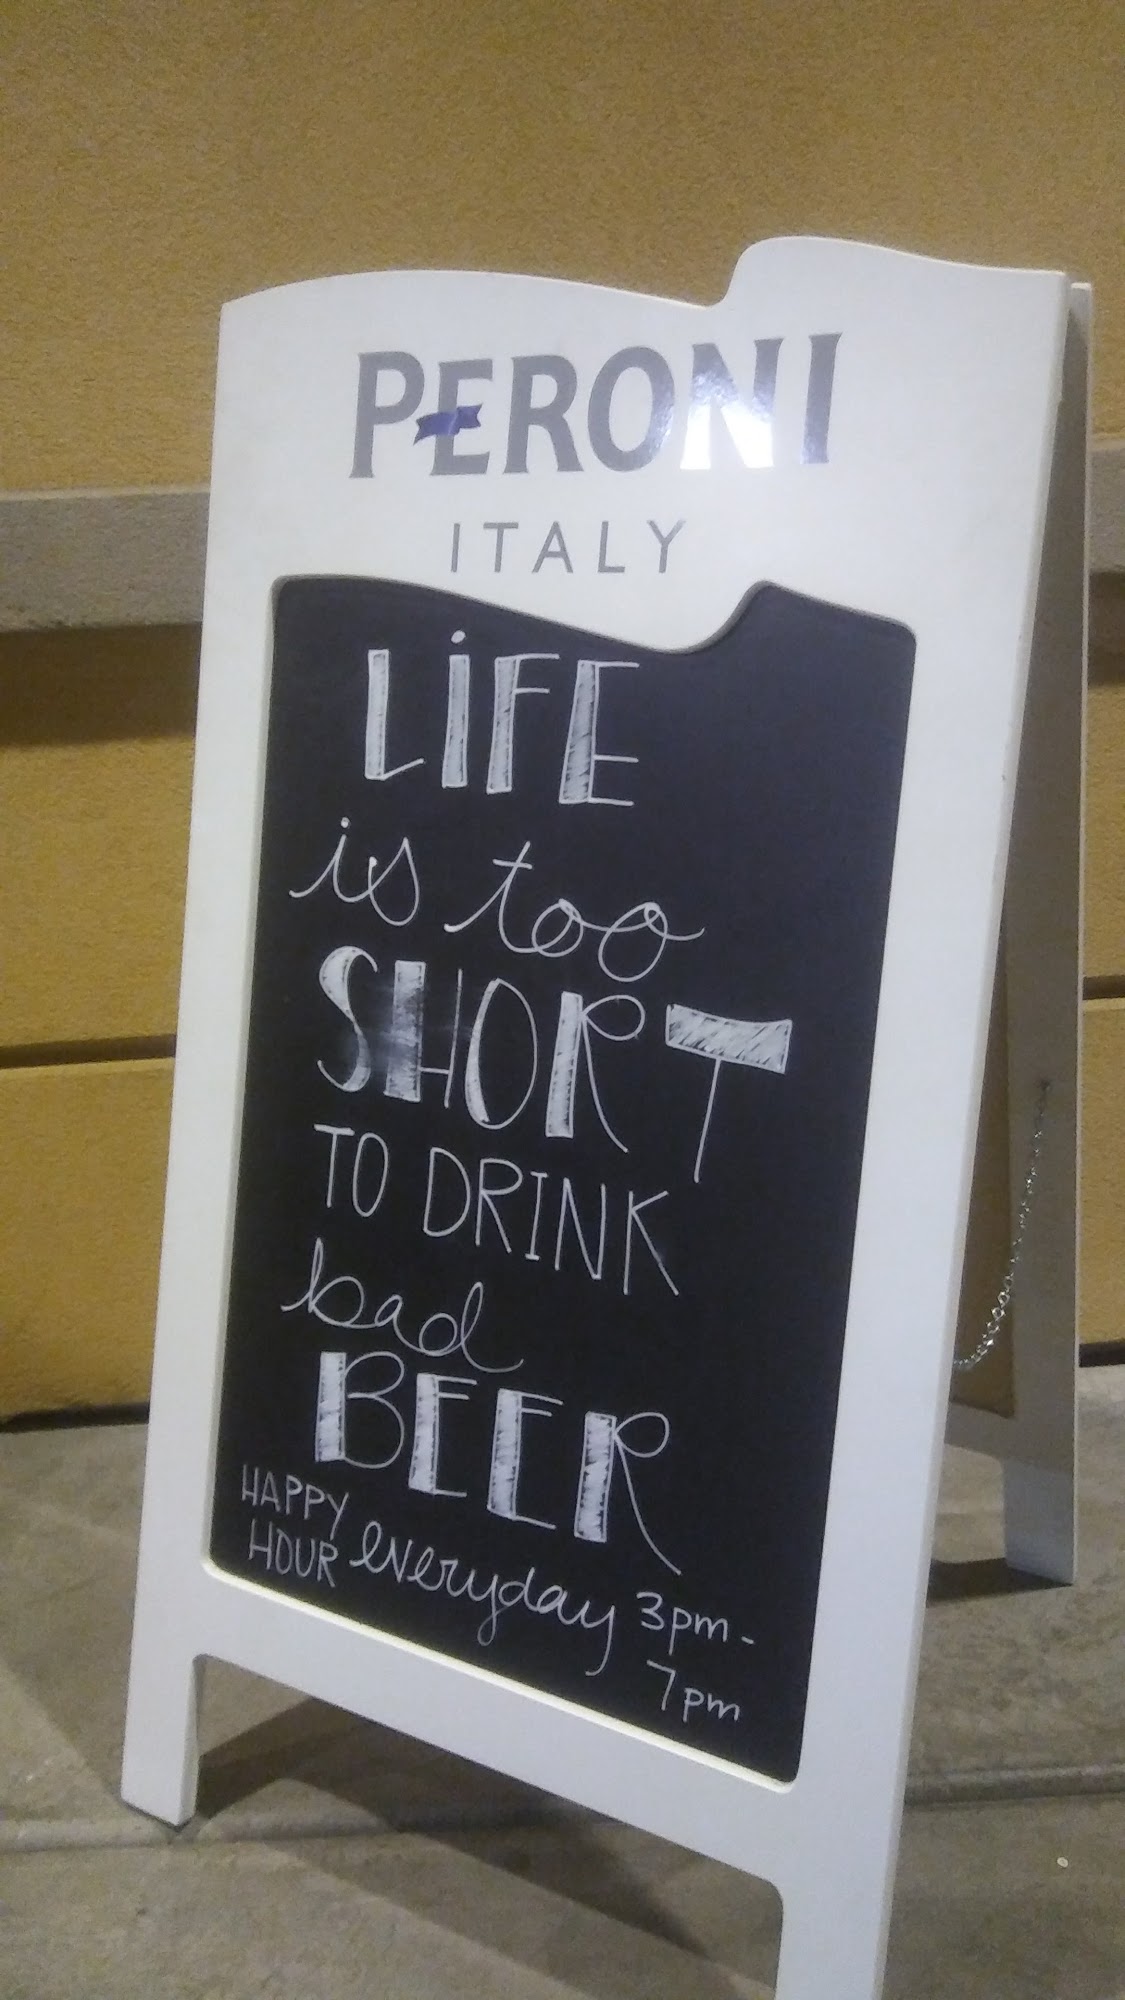 PERONI
ITALY
LiFE
is too
SHORT
TO DRINK
bad
BEER
HAPPY
HOUR everyday 3pm-
7pm